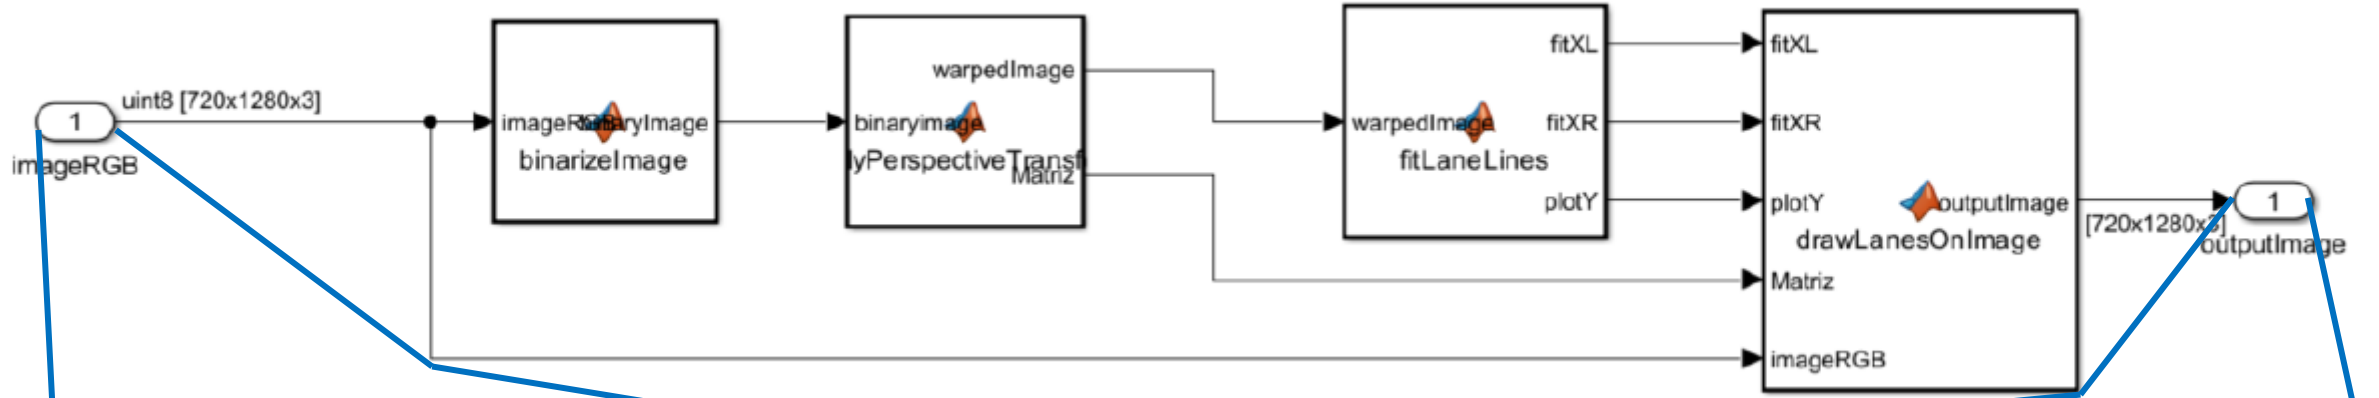 1
imageRGB
uint8 [720x1280x3]
imageRGB
binaryImage
binarizeImage
binaryimage
warpedImage
Matriz
lyPerspectiveTransf
warpedImage
fitXL
fitXR
plotY
fitLaneLines
fitXL
fitXR
plotY
Matriz
imageRGB
outputImage
drawLanesOnImage
[720x1280x3]
1
outputImage